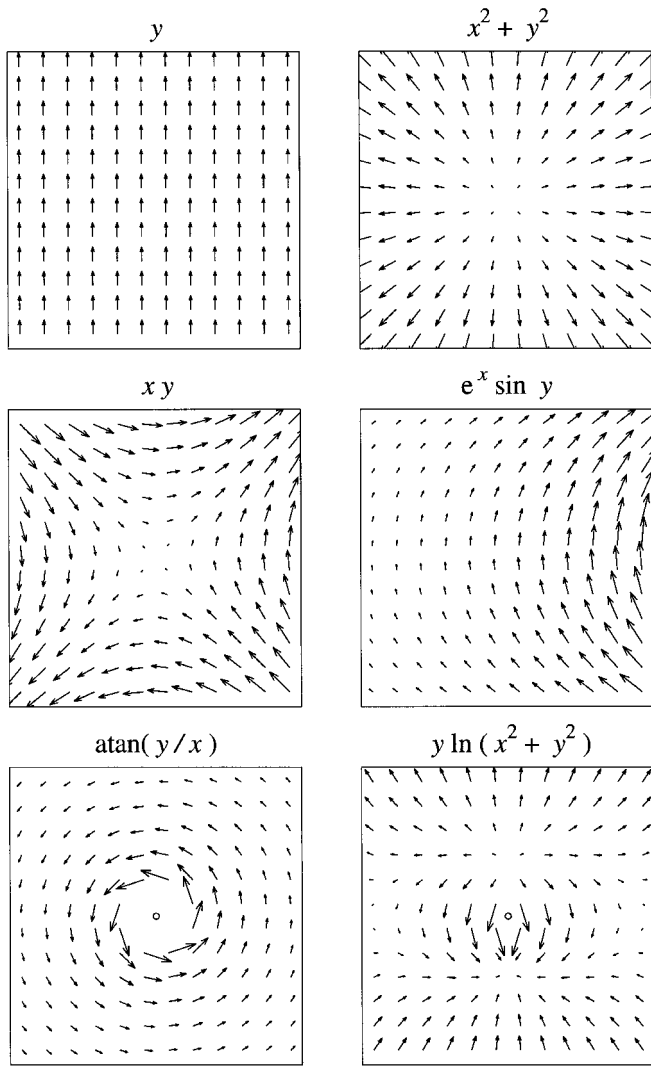 y
x² + y²
x y
eˣ sin y
atan( y / x )
y ln ( x² + y² )